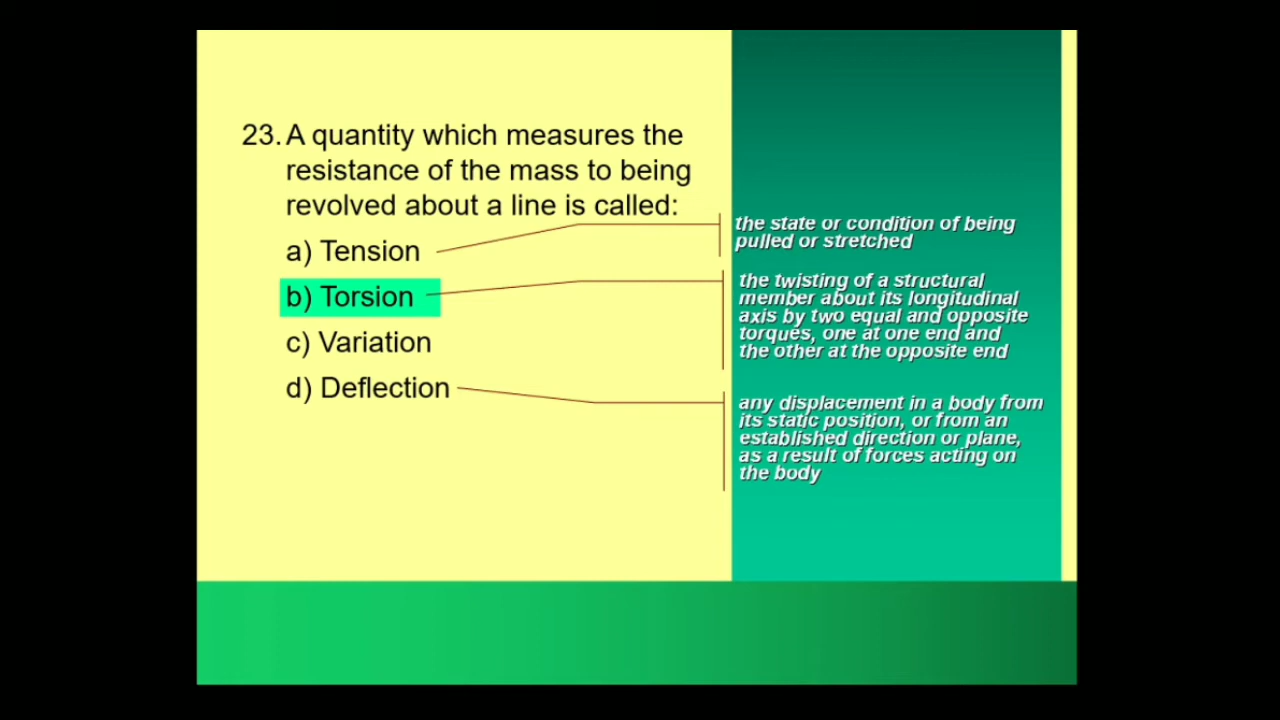 23. A quantity which measures the
resistance of the mass to being
revolved about a line is called:
a) Tension
b) Torsion
c) Variation
d) Deflection
the state or condition of being
pulled or stretched
the twisting of a structural
member about its longitudinal
axis by two equal and opposite
torques, one at one end and
the other at the opposite end
any displacement in a body from
its static position, or from an
established direction or plane,
as a result of forces acting on
the body